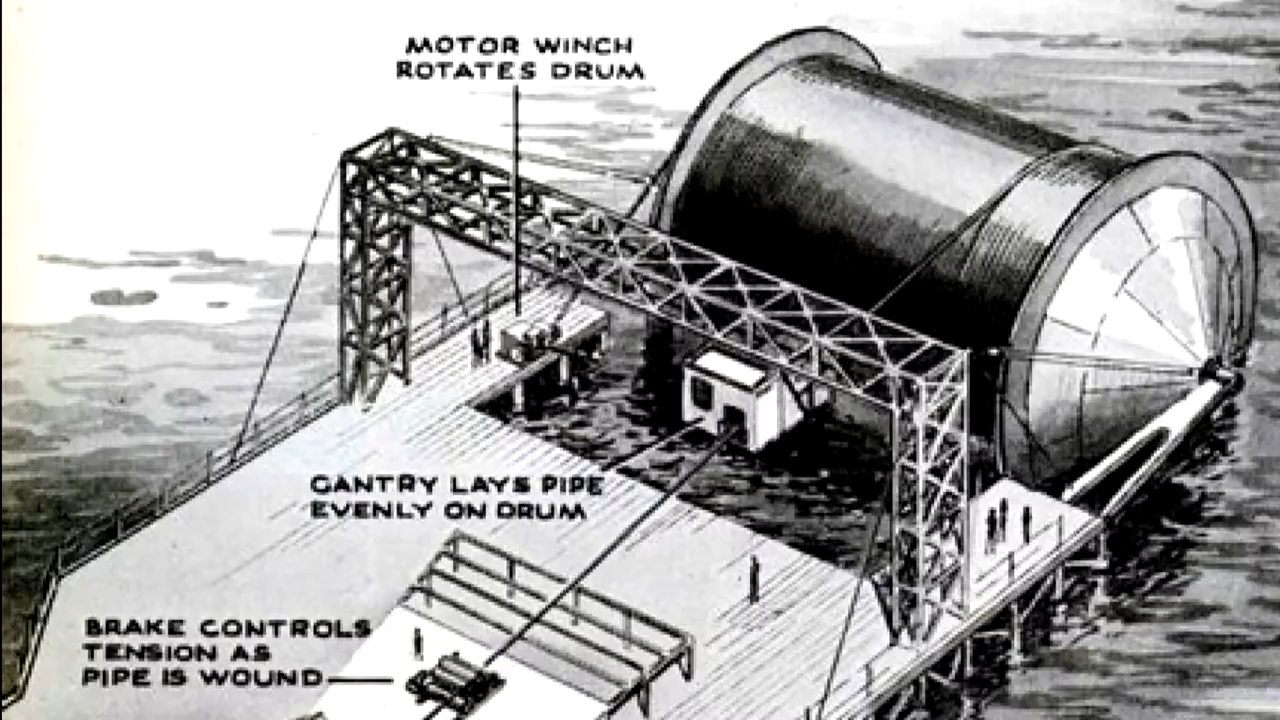 MOTOR WINCH
ROTATES DRUM
GANTRY LAYS PIPE
EVENLY ON DRUM
BRAKE CONTROLS
TENSION AS
PIPE IS WOUND